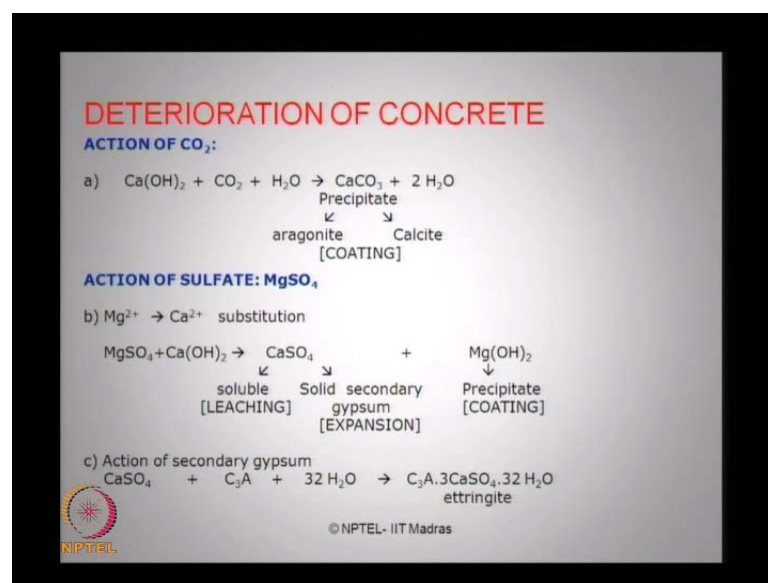 DETERIORATION OF CONCRETE
ACTION OF CO₂:
a) Ca(OH)₂ + CO₂ + H₂O → CaCO₃ + 2 H₂O
Precipitate
↙ ↘
aragonite Calcite
[COATING]
ACTION OF SULFATE: MgSO₄
b) Mg²⁺ → Ca²⁺ substitution
MgSO₄+Ca(OH)₂ → CaSO₄ + Mg(OH)₂
↙ ↘ ↓
soluble Solid secondary Precipitate
[LEACHING] gypsum [COATING]
[EXPANSION]
c) Action of secondary gypsum
CaSO₄ + C₃A + 32 H₂O → C₃A.3CaSO₄.32 H₂O
ettringite
© NPTEL- IIT Madras
NPTEL